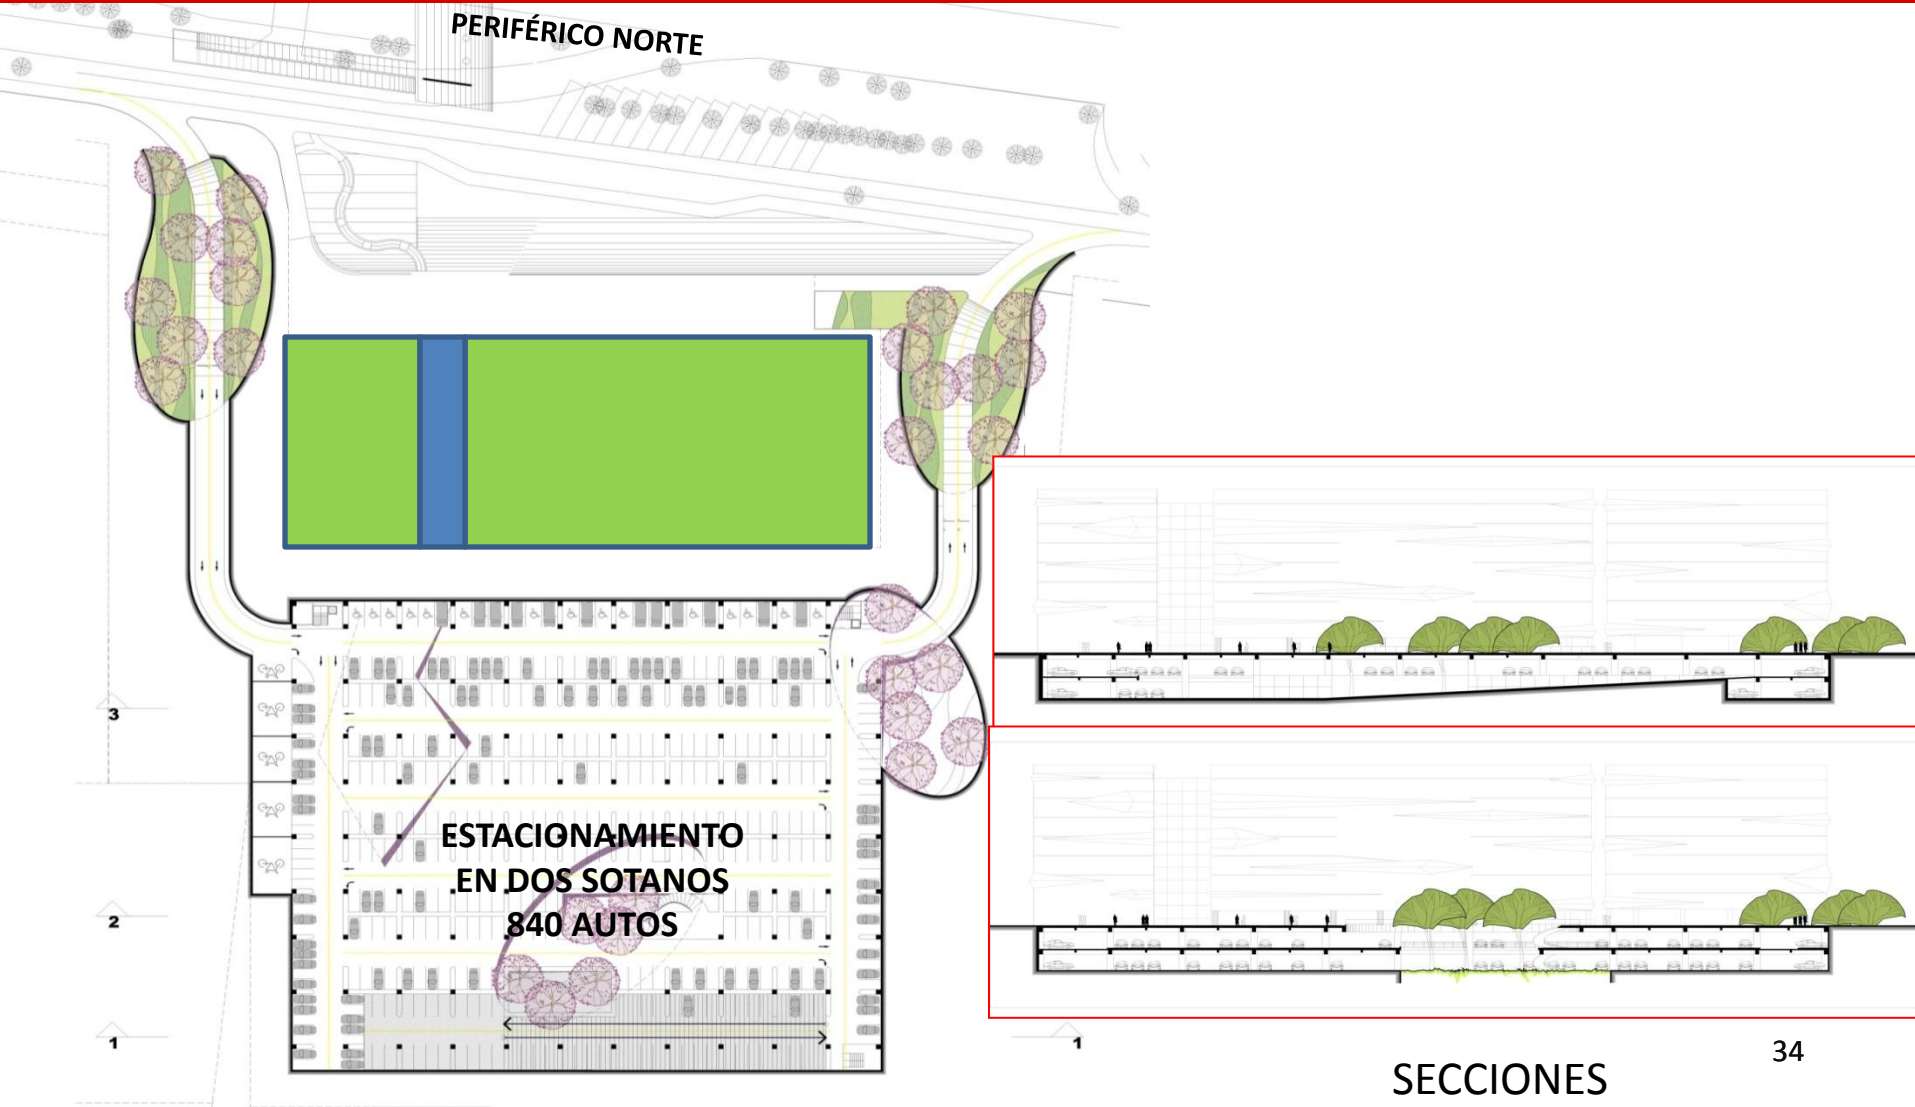 PERIFÉRICO NORTE
3
ESTACIONAMIENTO
EN DOS SOTANOS
840 AUTOS
2
1
1
34
SECCIONES